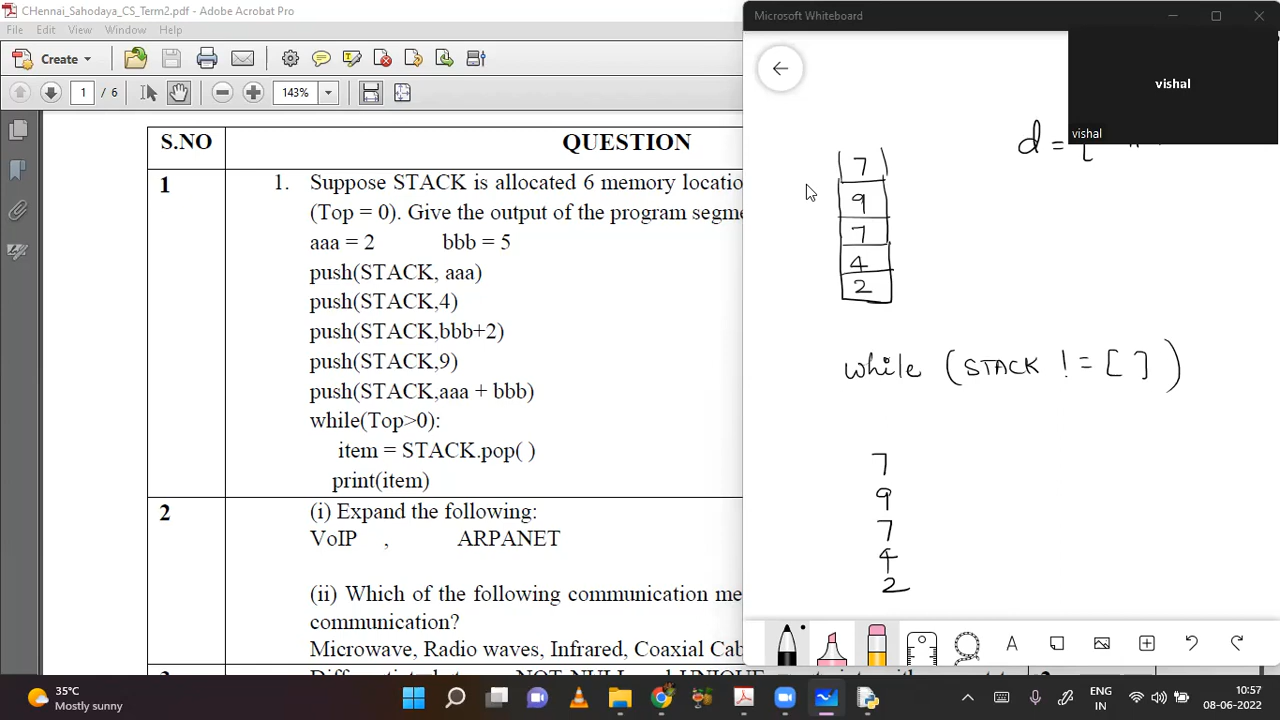 CHennai_Sahodaya_CS_Term2.pdf - Adobe Acrobat Pro
File Edit View Window Help
Create
1 / 6 143%
S.NO QUESTION
1 1. Suppose STACK is allocated 6 memory locatio
(Top = 0). Give the output of the program segme
aaa = 2 bbb = 5
push(STACK, aaa)
push(STACK,4)
push(STACK,bbb+2)
push(STACK,9)
push(STACK,aaa + bbb)
while(Top>0):
item = STACK.pop( )
print(item)
2 (i) Expand the following:
VoIP , ARPANET
(ii) Which of the following communication me
communication?
Microwave, Radio waves, Infrared, Coaxial Cab
Microsoft Whiteboard
vishal
vishal
d = [
7
9
7
4
2
while (STACK != [ ] )
7
9
7
4
2
A
35°C
Mostly sunny
ENG
IN
10:57
08-06-2022